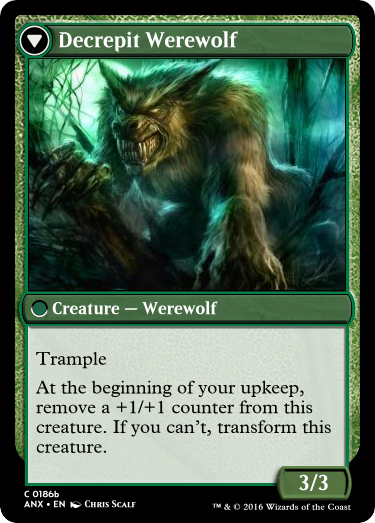 Decrepit Werewolf
Creature — Werewolf
Trample
At the beginning of your upkeep,
remove a +1/+1 counter from this
creature. If you can't, transform this
creature.
3/3
C 0186b
ANX • EN Chris Scalf
™ & © 2016 Wizards of the Coast